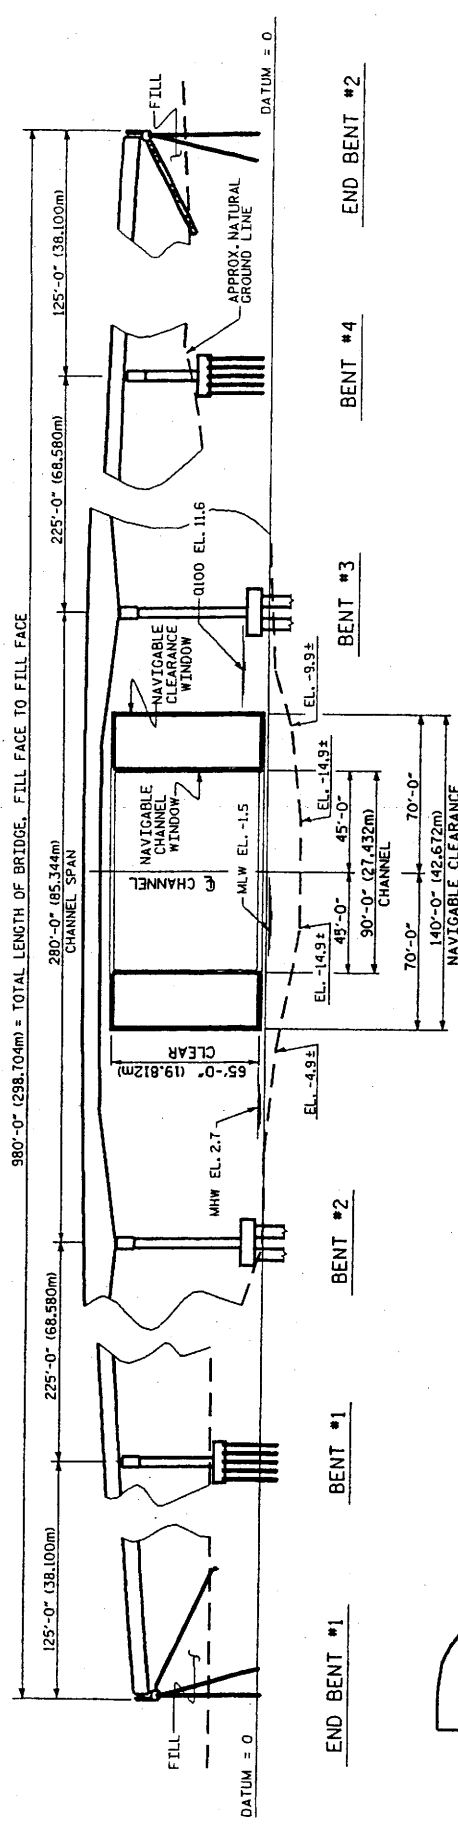 980'-0" (298.704m) = TOTAL LENGTH OF BRIDGE, FILL FACE TO FILL FACE
125'-0" (38.100m)
225'-0" (68.580m)
280'-0" (85.344m)
CHANNEL SPAN
225'-0" (68.580m)
125'-0" (38.100m)
FILL
DATUM = 0
MHW EL. 2.7
65'-0" (19.812m)
CLEAR
℄ CHANNEL
NAVIGABLE
CHANNEL
WINDOW
NAVIGABLE
CLEARANCE
WINDOW
MLW EL. -1.5
Q100 EL. 11.6
APPROX. NATURAL
GROUND LINE
FILL
DATUM = 0
EL. -4.9±
EL. -14.9±
EL. -14.9±
EL. -9.9±
45'-0"
45'-0"
90'-0" (27.432m)
CHANNEL
70'-0"
70'-0"
140'-0" (42.672m)
NAVIGABLE CLEARANCE
END BENT #1
BENT #1
BENT #2
BENT #3
BENT #4
END BENT #2